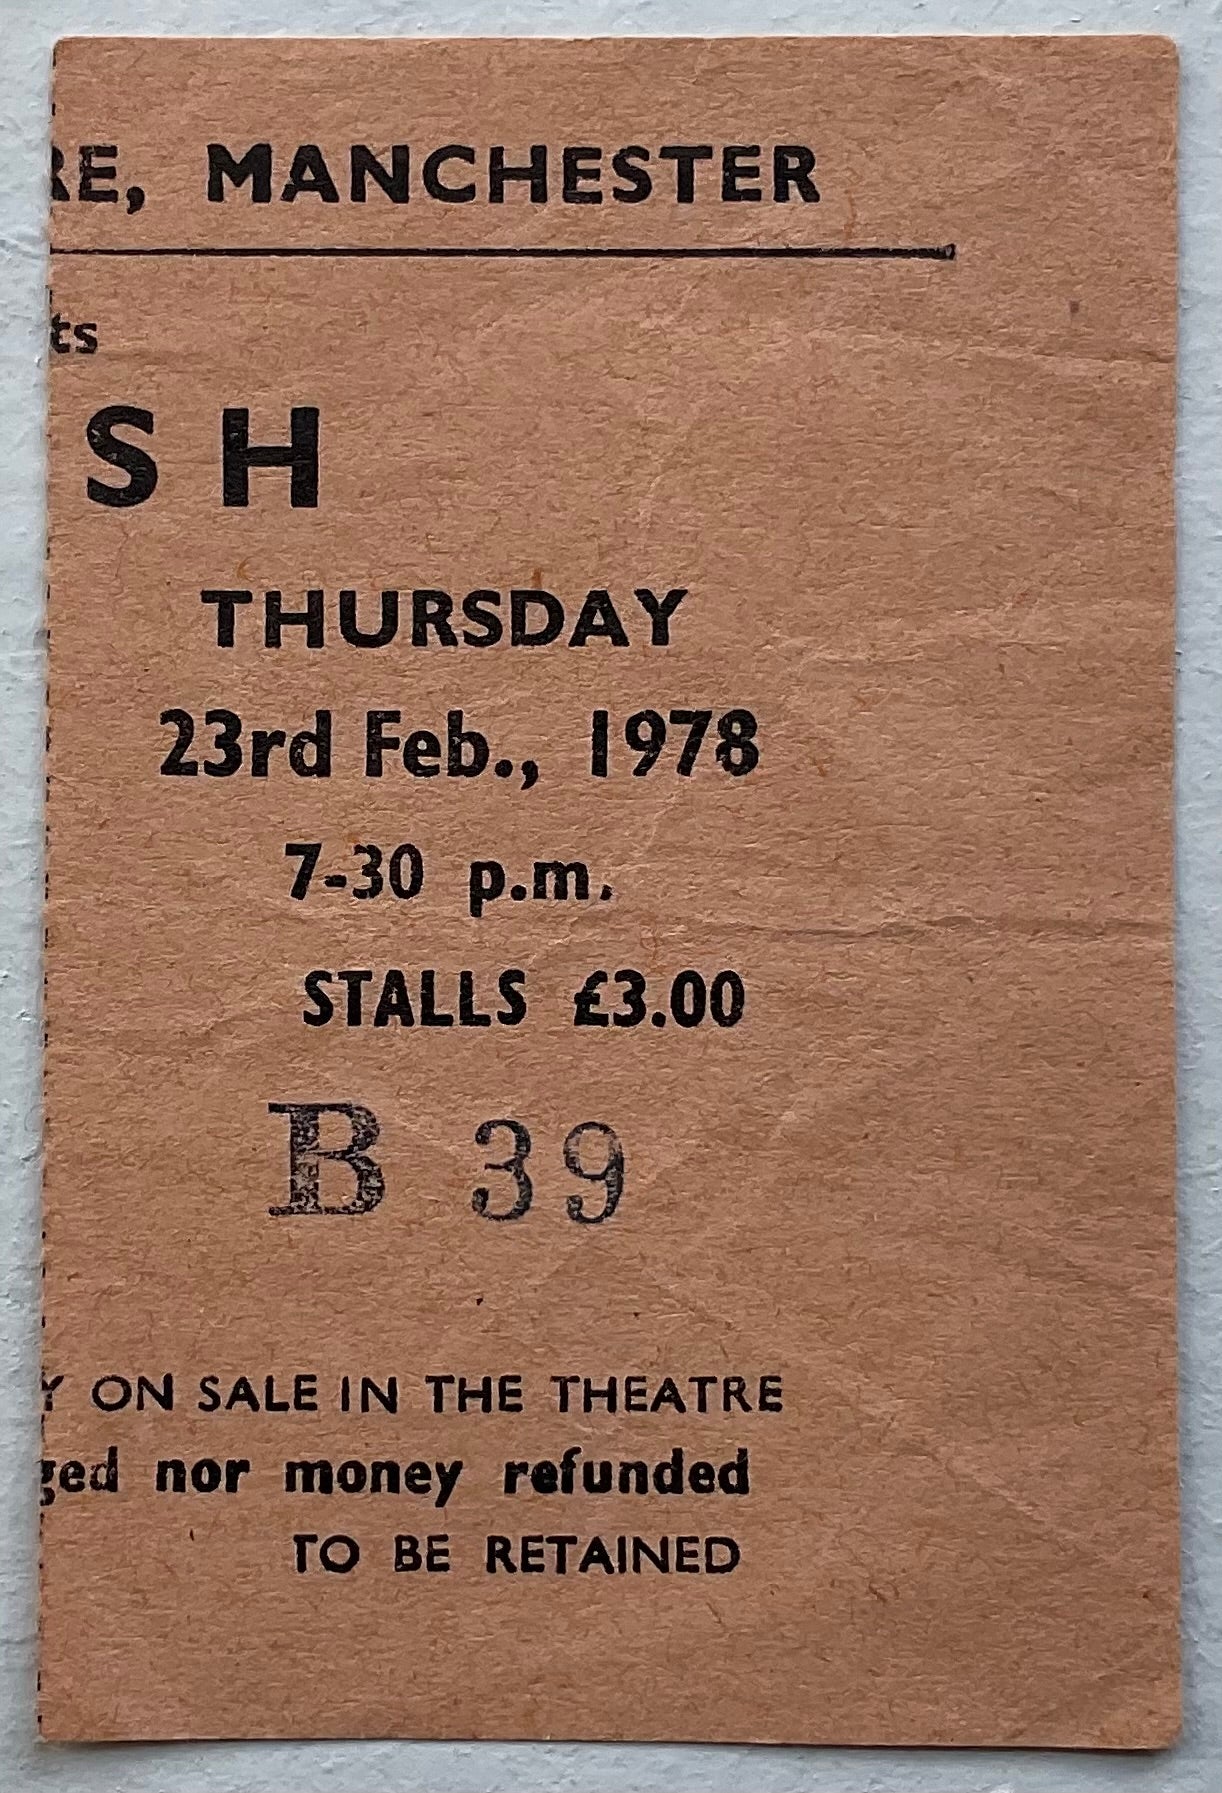 RE, MANCHESTER
ts
S H
THURSDAY
23rd Feb., 1978
7-30 p.m.
STALLS £3.00
B 39
Y ON SALE IN THE THEATRE
ged nor money refunded
TO BE RETAINED